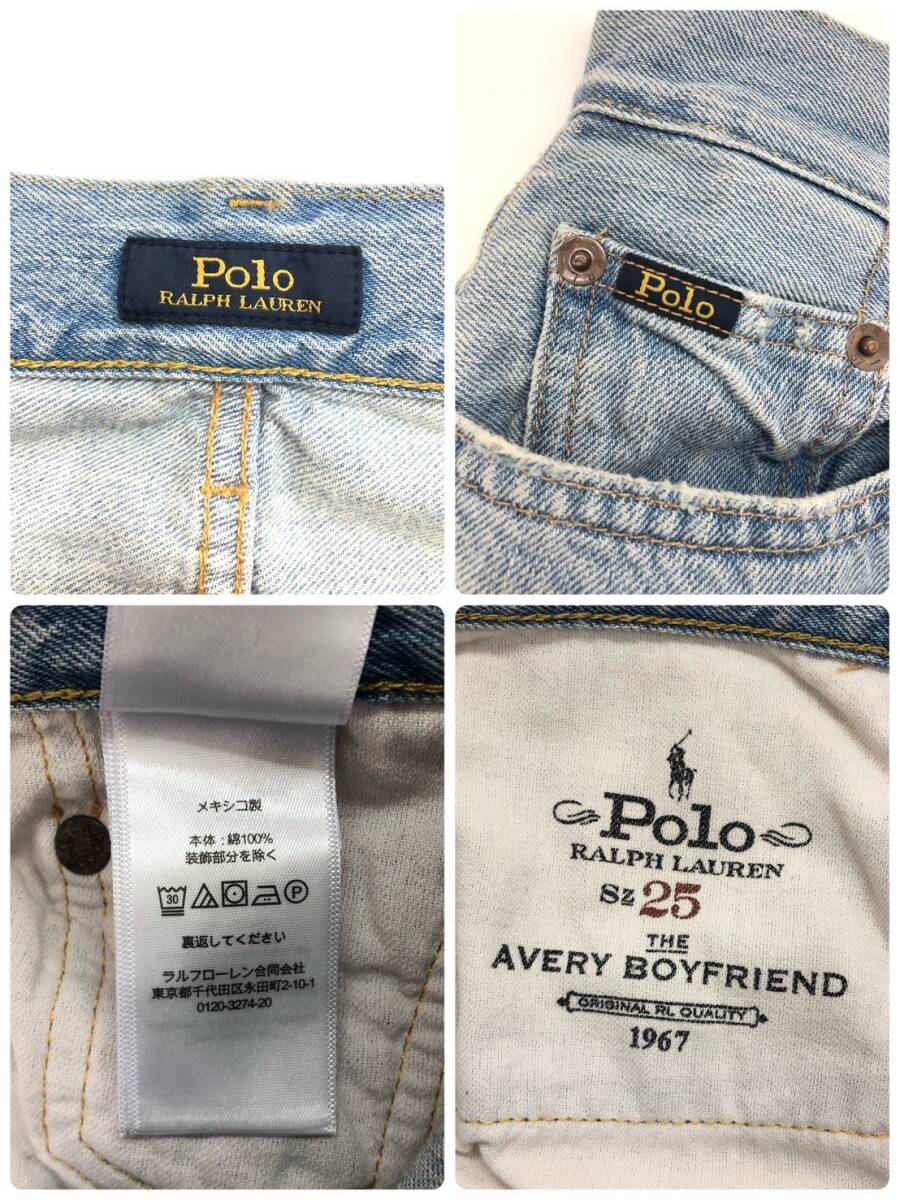 Polo
RALPH LAUREN
Polo
メキシコ製
本体：綿100%
装飾部分を除く
30
P
裏返してください
ラルフローレン合同会社
東京都千代田区永田町2-10-1
0120-3274-20
Polo
RALPH LAUREN
Sz 25
THE
AVERY BOYFRIEND
ORIGINAL RL QUALITY
1967